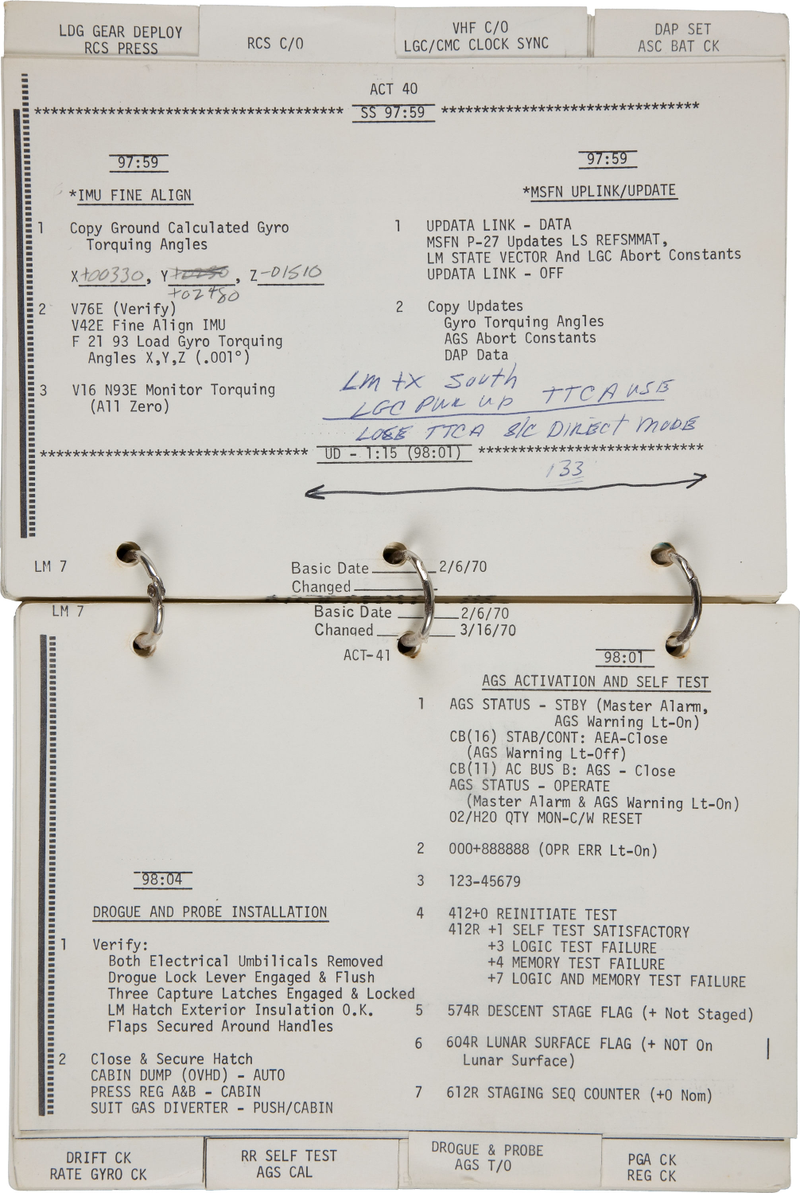 LDG GEAR DEPLOY
RCS PRESS
RCS C/O
VHF C/O
LGC/CMC CLOCK SYNC
DAP SET
ASC BAT CK
ACT 40
******************************** SS 97:59 ********************************
97:59
*IMU FINE ALIGN
1 Copy Ground Calculated Gyro
Torquing Angles
X+00330, Y , Z-01510
+02480
2 V76E (Verify)
V42E Fine Align IMU
F 21 93 Load Gyro Torquing
Angles X,Y,Z (.001°)
3 V16 N93E Monitor Torquing
(All Zero)
97:59
*MSFN UPLINK/UPDATE
1 UPDATA LINK - DATA
MSFN P-27 Updates LS REFSMMAT,
LM STATE VECTOR And LGC Abort Constants
UPDATA LINK - OFF
2 Copy Updates
Gyro Torquing Angles
AGS Abort Constants
DAP Data
LM +X South
LGC PWR UP TTCA USE
LOSE TTCA S/C DIRECT MODE
******************************** UD - 1:15 (98:01) ********************************
133
LM 7
Basic Date 2/6/70
Changed
LM 7
Basic Date 2/6/70
Changed 3/16/70
ACT-41
98:04
DROGUE AND PROBE INSTALLATION
1 Verify:
Both Electrical Umbilicals Removed
Drogue Lock Lever Engaged & Flush
Three Capture Latches Engaged & Locked
LM Hatch Exterior Insulation O.K.
Flaps Secured Around Handles
2 Close & Secure Hatch
CABIN DUMP (OVHD) - AUTO
PRESS REG A&B - CABIN
SUIT GAS DIVERTER - PUSH/CABIN
98:01
AGS ACTIVATION AND SELF TEST
1 AGS STATUS - STBY (Master Alarm,
AGS Warning Lt-On)
CB(16) STAB/CONT: AEA-Close
(AGS Warning Lt-Off)
CB(11) AC BUS B: AGS - Close
AGS STATUS - OPERATE
(Master Alarm & AGS Warning Lt-On)
O2/H2O QTY MON-C/W RESET
2 000+888888 (OPR ERR Lt-On)
3 123-45679
4 412+0 REINITIATE TEST
412R +1 SELF TEST SATISFACTORY
+3 LOGIC TEST FAILURE
+4 MEMORY TEST FAILURE
+7 LOGIC AND MEMORY TEST FAILURE
5 574R DESCENT STAGE FLAG (+ Not Staged)
6 604R LUNAR SURFACE FLAG (+ NOT On
Lunar Surface)
7 612R STAGING SEQ COUNTER (+0 Nom)
DRIFT CK
RATE GYRO CK
RR SELF TEST
AGS CAL
DROGUE & PROBE
AGS T/O
PGA CK
REG CK